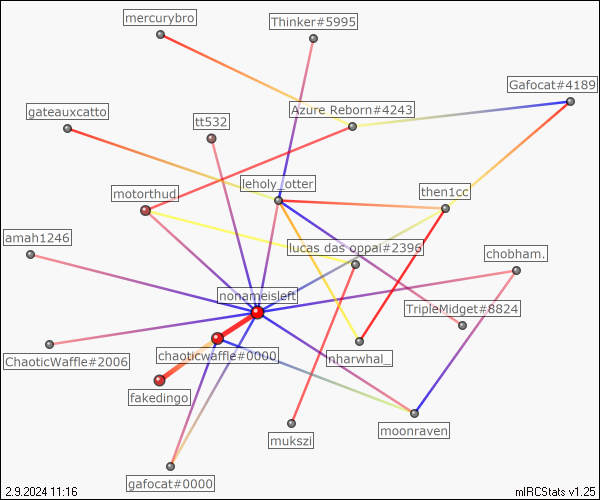 mercurybro
Thinker#5995
Gafocat#4189
gateauxcatto
tt532
Azure Reborn#4243
motorthud
leholy_otter
then1cc
amah1246
lucas das oppai#2396
chobham.
nonameisleft
TripleMidget#8824
ChaoticWaffle#2006
chaoticwaffle#0000
nharwhal_
fakedingo
mukszi
moonraven
gafocat#0000
2.9.2024 11:16
mIRCStats v1.25